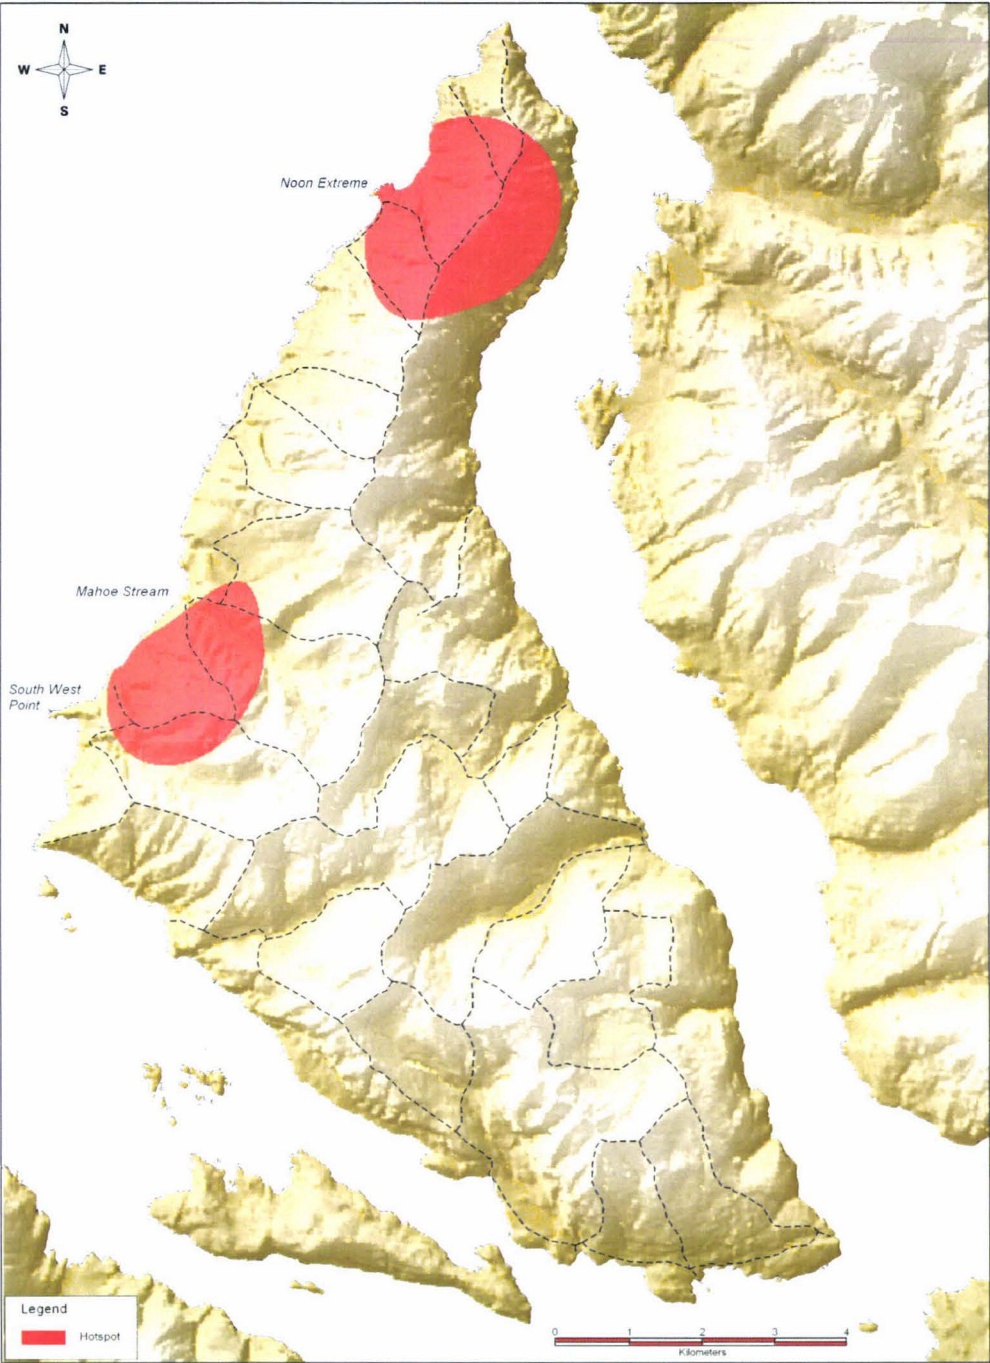 N
W E
S
Noon Extreme
Mahoe Stream
South West
Point
Legend
Hotspot
0 1 2 3 4
Kilometers